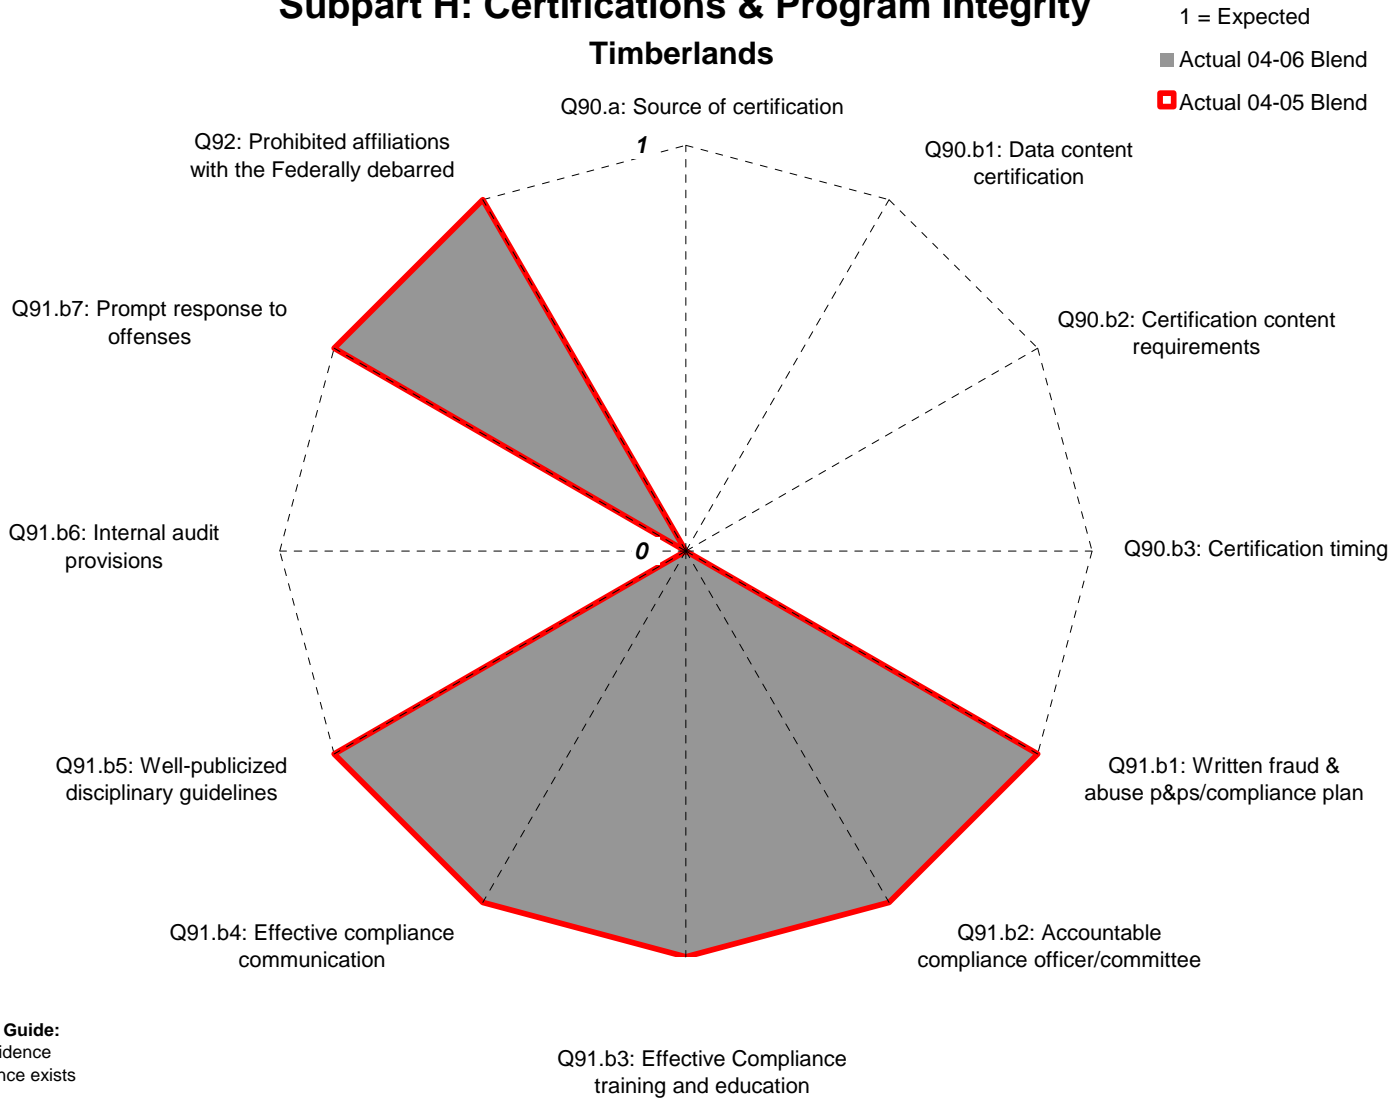 Subpart H: Certifications & Program Integrity
Timberlands
1 = Expected
Actual 04-06 Blend
Actual 04-05 Blend
Q90.a: Source of certification
Q92: Prohibited affiliations
with the Federally debarred
1
Q90.b1: Data content
certification
Q91.b7: Prompt response to
offenses
Q90.b2: Certification content
requirements
Q91.b6: Internal audit
provisions
0
Q90.b3: Certification timing
Q91.b5: Well-publicized
disciplinary guidelines
Q91.b1: Written fraud &
abuse p&ps/compliance plan
Q91.b4: Effective compliance
communication
Q91.b2: Accountable
compliance officer/committee
Guide:
idence
nce exists
Q91.b3: Effective Compliance
training and education